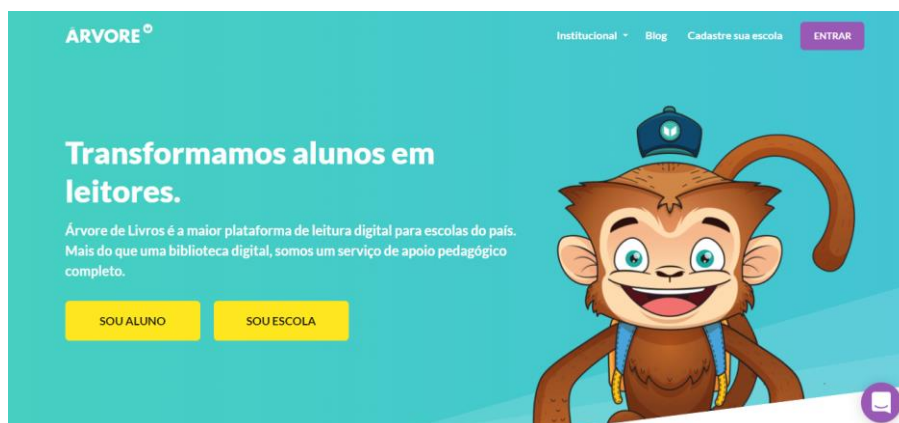 ÁRVORE
Institucional
Blog
Cadastre sua escola
ENTRAR
Transformamos alunos em
leitores.
Árvore de Livros é a maior plataforma de leitura digital para escolas do país.
Mais do que uma biblioteca digital, somos um serviço de apoio pedagógico
completo.
SOU ALUNO
SOU ESCOLA